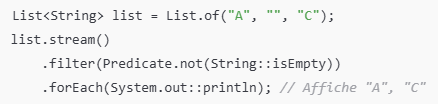 List<String> list = List.of("A", "", "C");
list.stream()
    .filter(Predicate.not(String::isEmpty))
    .forEach(System.out::println); // Affiche "A", "C"